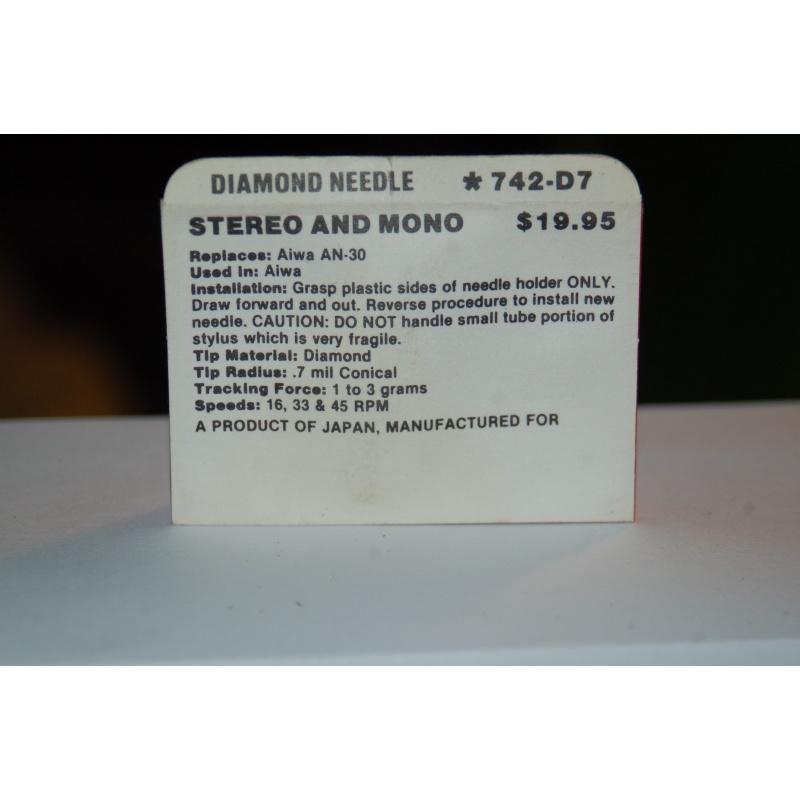 DIAMOND NEEDLE * 742-D7
STEREO AND MONO $19.95
Replaces: Aiwa AN-30
Used In: Aiwa
Installation: Grasp plastic sides of needle holder ONLY.
Draw forward and out. Reverse procedure to install new
needle. CAUTION: DO NOT handle small tube portion of
stylus which is very fragile.
Tip Material: Diamond
Tip Radius: .7 mil Conical
Tracking Force: 1 to 3 grams
Speeds: 16, 33 & 45 RPM
A PRODUCT OF JAPAN, MANUFACTURED FOR